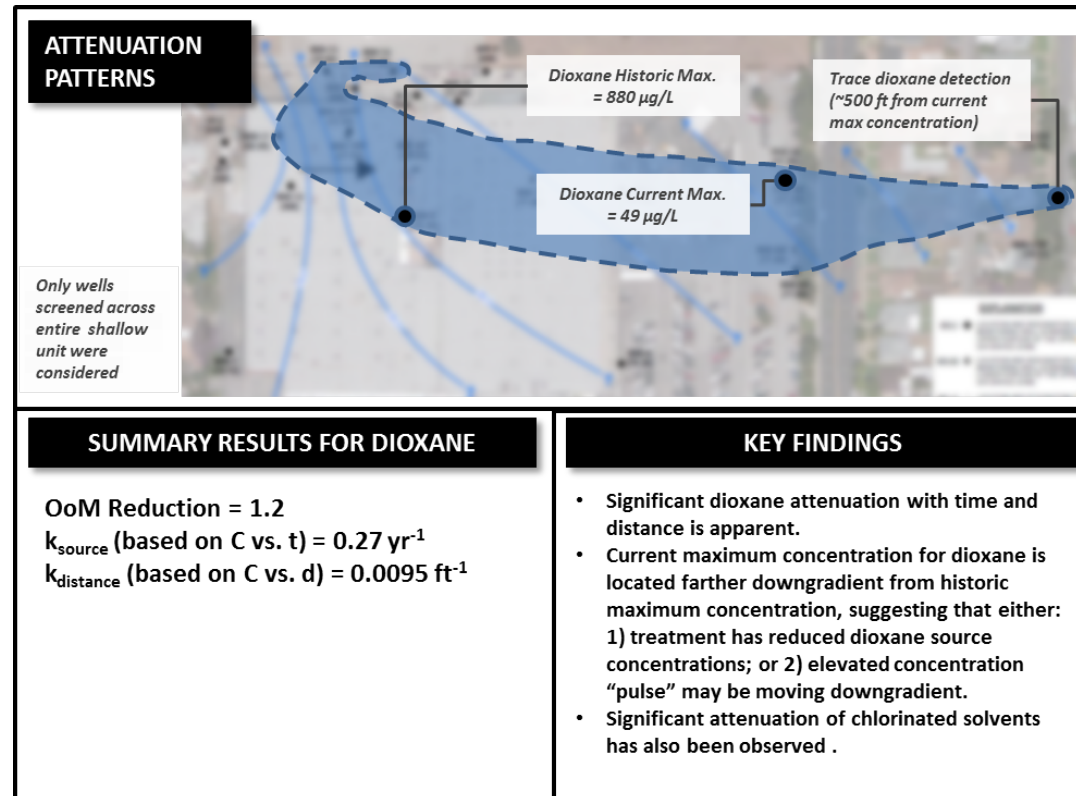 ATTENUATION
PATTERNS
Dioxane Historic Max.
= 880 µg/L
Trace dioxane detection
(~500 ft from current
max concentration)
Dioxane Current Max.
= 49 µg/L
Only wells
screened across
entire shallow
unit were
considered
SUMMARY RESULTS FOR DIOXANE
OoM Reduction = 1.2
k_source (based on C vs. t) = 0.27 yr⁻¹
k_distance (based on C vs. d) = 0.0095 ft⁻¹
KEY FINDINGS
• Significant dioxane attenuation with time and
distance is apparent.
• Current maximum concentration for dioxane is
located farther downgradient from historic
maximum concentration, suggesting that either:
1) treatment has reduced dioxane source
concentrations; or 2) elevated concentration
“pulse” may be moving downgradient.
• Significant attenuation of chlorinated solvents
has also been observed .